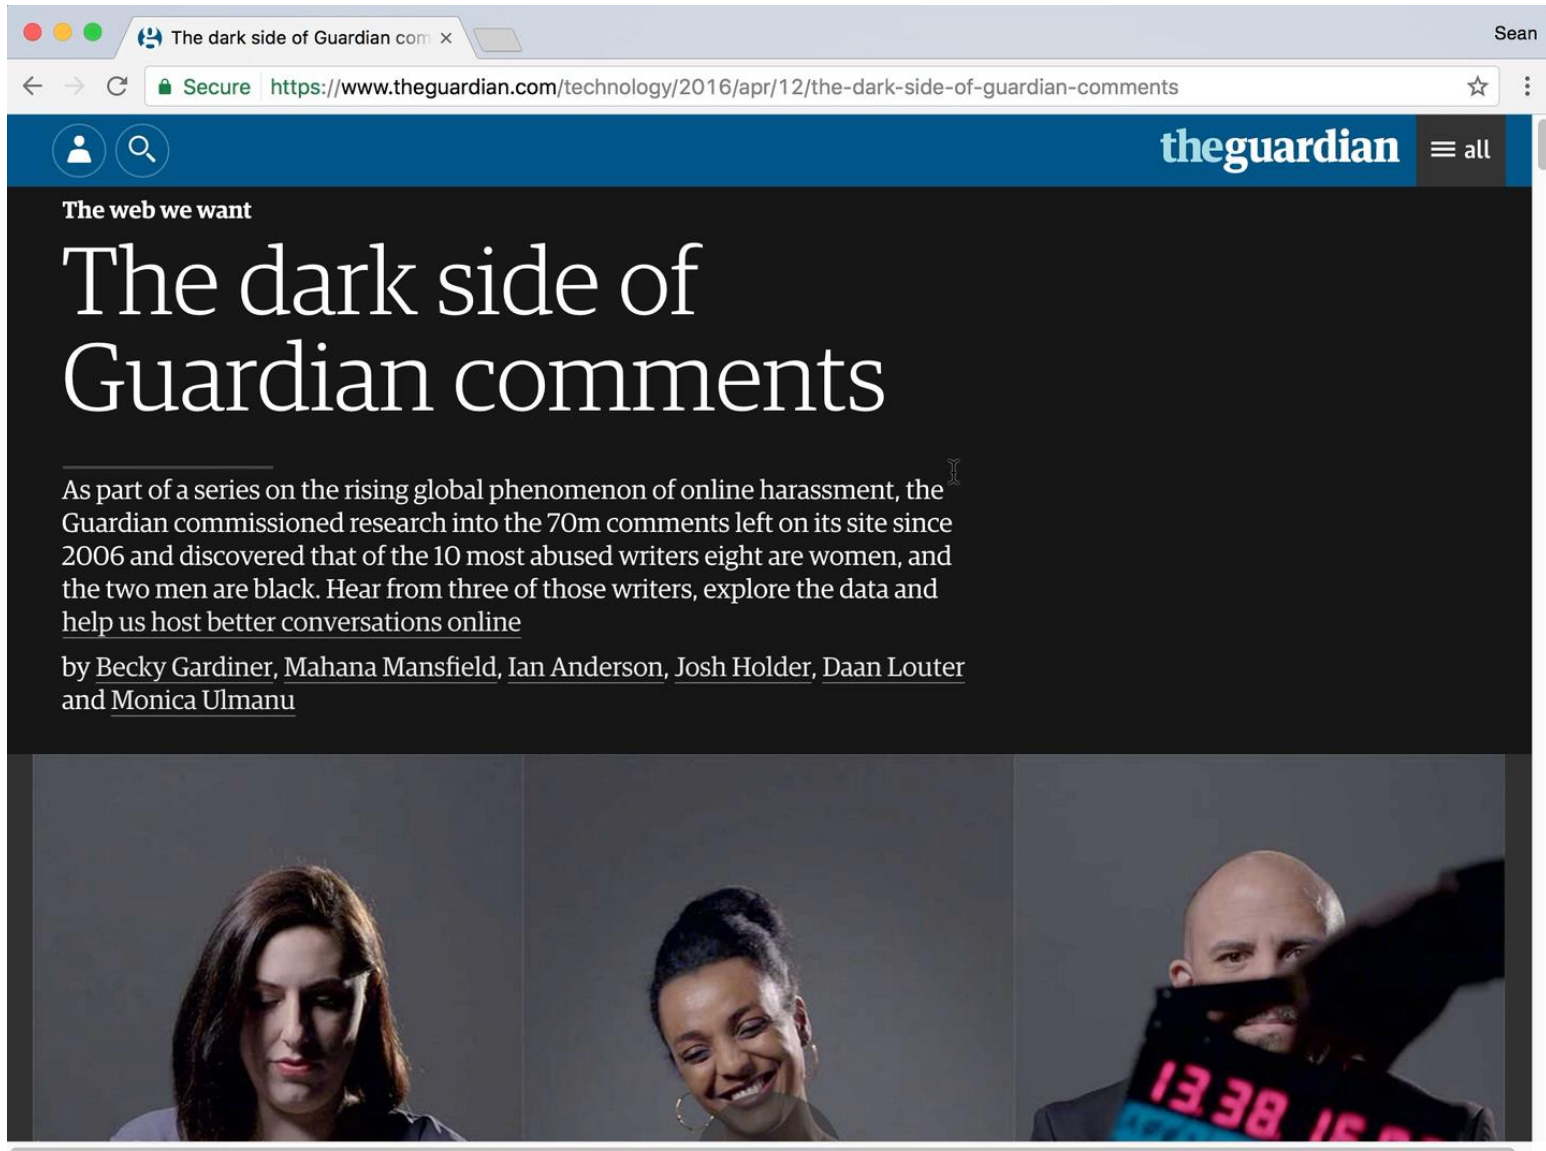 The dark side of Guardian com
Sean
Secure https://www.theguardian.com/technology/2016/apr/12/the-dark-side-of-guardian-comments
theguardian
all
The web we want
The dark side of
Guardian comments
As part of a series on the rising global phenomenon of online harassment, the
Guardian commissioned research into the 70m comments left on its site since
2006 and discovered that of the 10 most abused writers eight are women, and
the two men are black. Hear from three of those writers, explore the data and
help us host better conversations online
by Becky Gardiner, Mahana Mansfield, Ian Anderson, Josh Holder, Daan Louter
and Monica Ulmanu
13 38